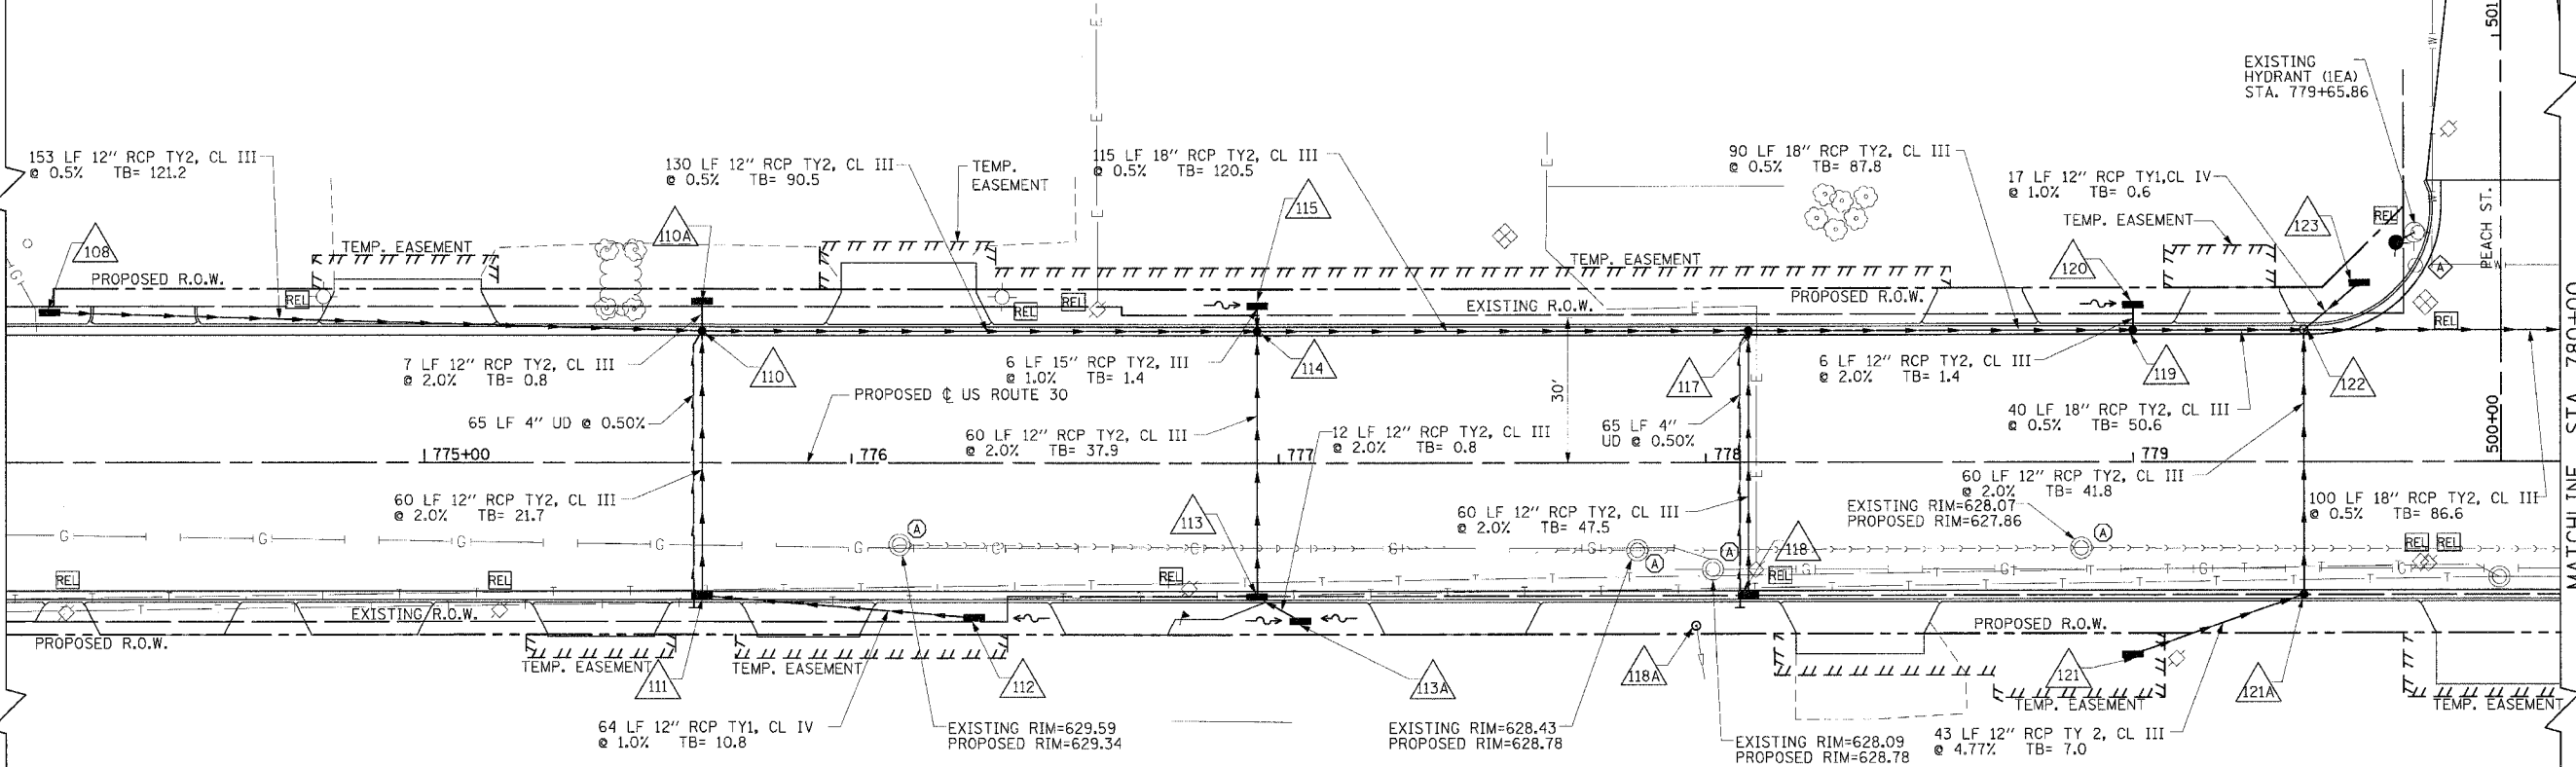 501
EXISTING
HYDRANT (1EA)
STA. 779+65.86
153 LF 12" RCP TY2, CL III
@ 0.5% TB= 121.2
130 LF 12" RCP TY2, CL III
@ 0.5% TB= 90.5
TEMP.
EASEMENT
115 LF 18" RCP TY2, CL III
@ 0.5% TB= 120.5
90 LF 18" RCP TY2, CL III
@ 0.5% TB= 87.8
17 LF 12" RCP TY1,CL IV
@ 1.0% TB= 0.6
TEMP. EASEMENT
PEACH ST.
108
110A
115
120
123
REL
A
W
TEMP. EASEMENT
TEMP. EASEMENT
PROPOSED R.O.W.
REL
REL
REL
EXISTING R.O.W.
PROPOSED R.O.W.
REL
7 LF 12" RCP TY2, CL III
@ 2.0% TB= 0.8
110
6 LF 15" RCP TY2, III
@ 1.0% TB= 1.4
114
117
6 LF 12" RCP TY2, CL III
@ 2.0% TB= 1.4
119
122
PROPOSED ℄ US ROUTE 30
30'
65 LF 4" UD @ 0.50%
60 LF 12" RCP TY2, CL III
@ 2.0% TB= 37.9
12 LF 12" RCP TY2, CL III
@ 2.0% TB= 0.8
65 LF 4"
UD @ 0.50%
40 LF 18" RCP TY2, CL III
@ 0.5% TB= 50.6
500+00
775+00
776
777
778
779
60 LF 12" RCP TY2, CL III
@ 2.0% TB= 21.7
113
60 LF 12" RCP TY2, CL III
@ 2.0% TB= 47.5
60 LF 12" RCP TY2, CL III
@ 2.0% TB= 41.8
EXISTING RIM=628.07
PROPOSED RIM=627.86
100 LF 18" RCP TY2, CL III
@ 0.5% TB= 86.6
MATCHLINE STA 780+00
118
A
A
A
A
REL
REL
REL
REL
REL
REL
EXISTING R.O.W.
PROPOSED R.O.W.
PROPOSED R.O.W.
TEMP. EASEMENT
TEMP. EASEMENT
111
112
113A
118A
121
121A
TEMP. EASEMENT
TEMP. EASEMENT
64 LF 12" RCP TY1, CL IV
@ 1.0% TB= 10.8
EXISTING RIM=629.59
PROPOSED RIM=629.34
EXISTING RIM=628.43
PROPOSED RIM=628.78
EXISTING RIM=628.09
PROPOSED RIM=628.78
43 LF 12" RCP TY 2, CL III
@ 4.77% TB= 7.0